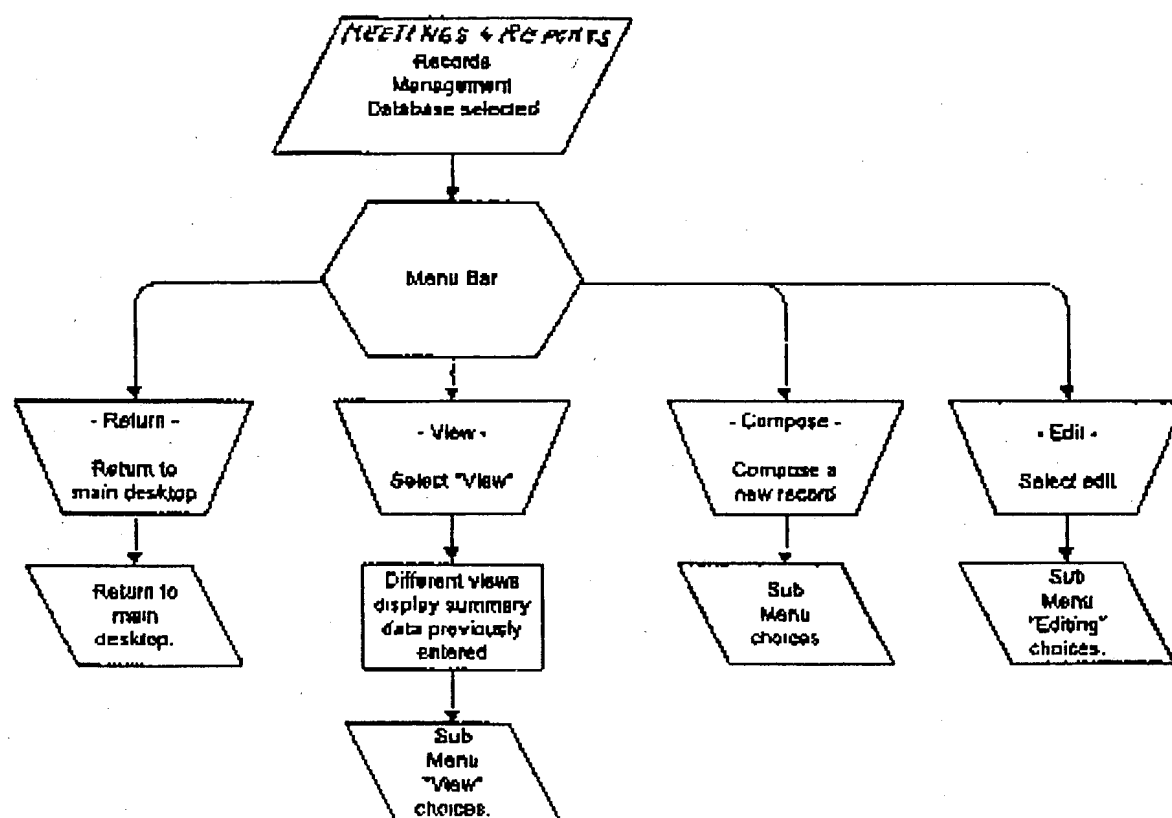 MEETINGS & REPORTS
Records
Management
Database selected
Menu Bar
- Return -
Return to
main desktop
- View -
Select "View"
- Compose -
Compose a
new record
- Edit -
Select edit
Return to
main
desktop.
Different views
display summary
data previously
entered
Sub
Menu
choices
Sub
Menu
"Editing"
choices.
Sub
Menu
"View"
choices.